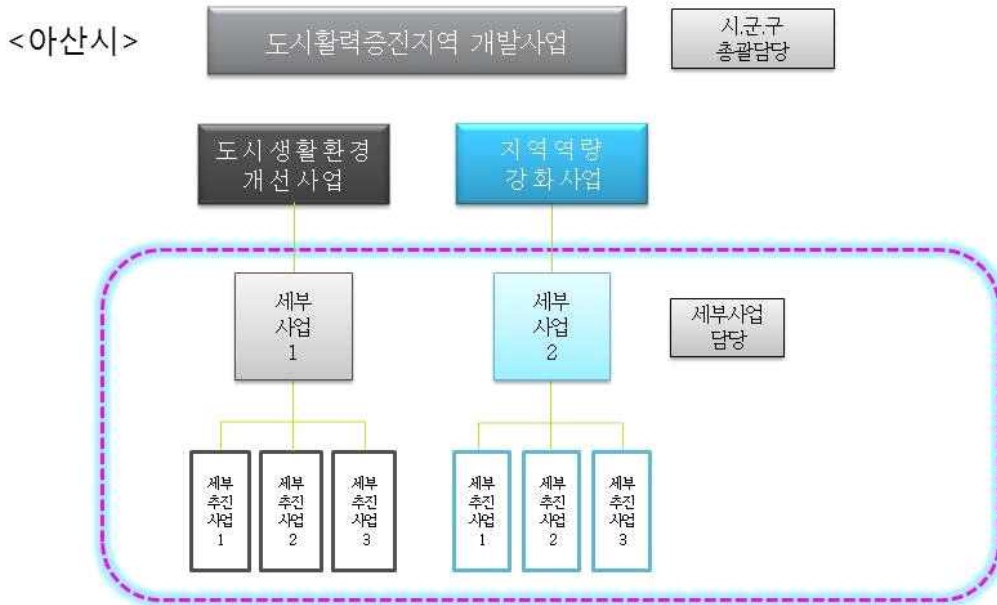 <아산시>
도시활력증진지역 개발사업
시.군.구
총괄담당
도시생활환경
개선사업
지역역량
강화사업
세부
사업
1
세부
사업
2
세부사업
담당
세부
추진
사업
1
세부
추진
사업
2
세부
추진
사업
3
세부
추진
사업
1
세부
추진
사업
2
세부
추진
사업
3